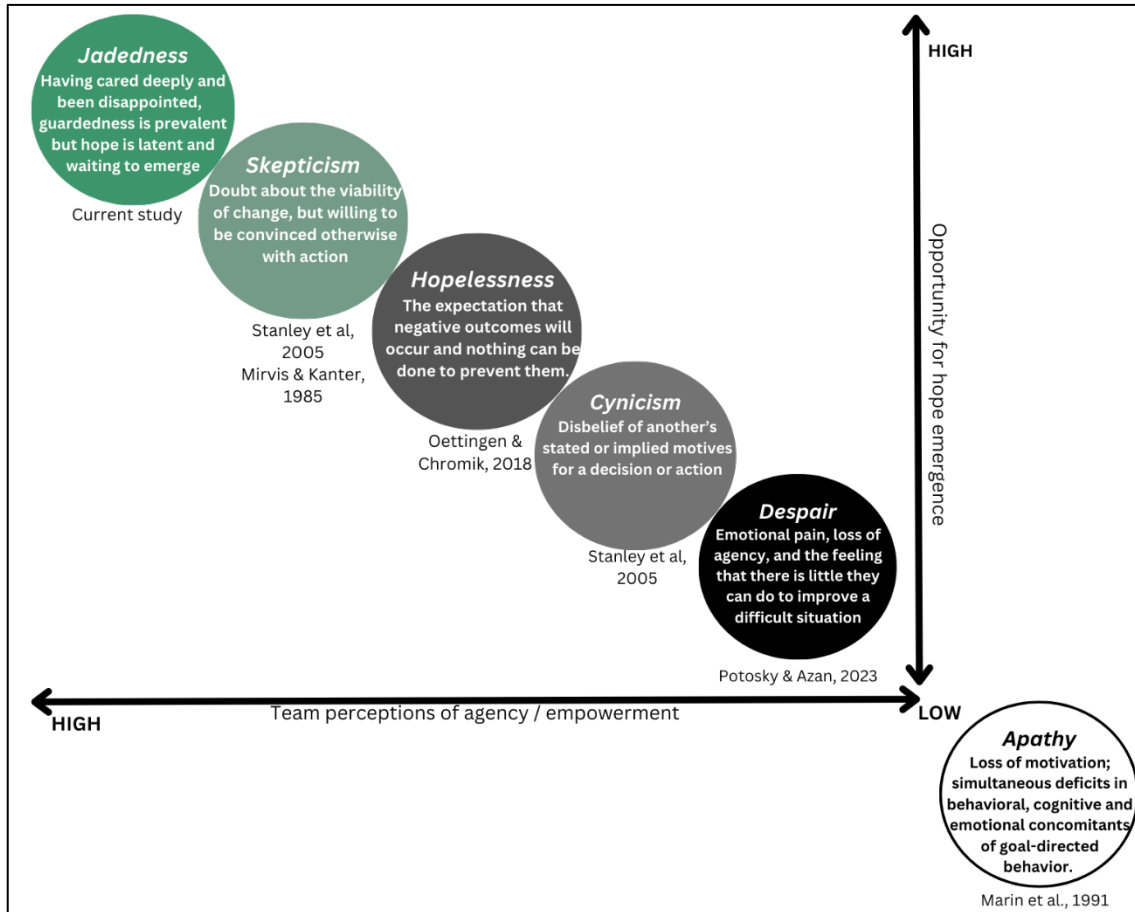 Jadedness
Having cared deeply and
been disappointed,
guardedness is prevalent
but hope is latent and
waiting to emerge
Current study
Skepticism
Doubt about the viability
of change, but willing to
be convinced otherwise
with action
Stanley et al,
2005
Mirvis & Kanter,
1985
Hopelessness
The expectation that
negative outcomes will
occur and nothing can be
done to prevent them.
Oettingen &
Chromik, 2018
Cynicism
Disbelief of another’s
stated or implied motives
for a decision or action
Stanley et al,
2005
Despair
Emotional pain, loss of
agency, and the feeling
that there is little they
can do to improve a
difficult situation
Potosky & Azan, 2023
HIGH
Opportunity for hope emergence
HIGH
Team perceptions of agency / empowerment
LOW
Apathy
Loss of motivation;
simultaneous deficits in
behavioral, cognitive and
emotional concomitants
of goal-directed
behavior.
Marin et al., 1991